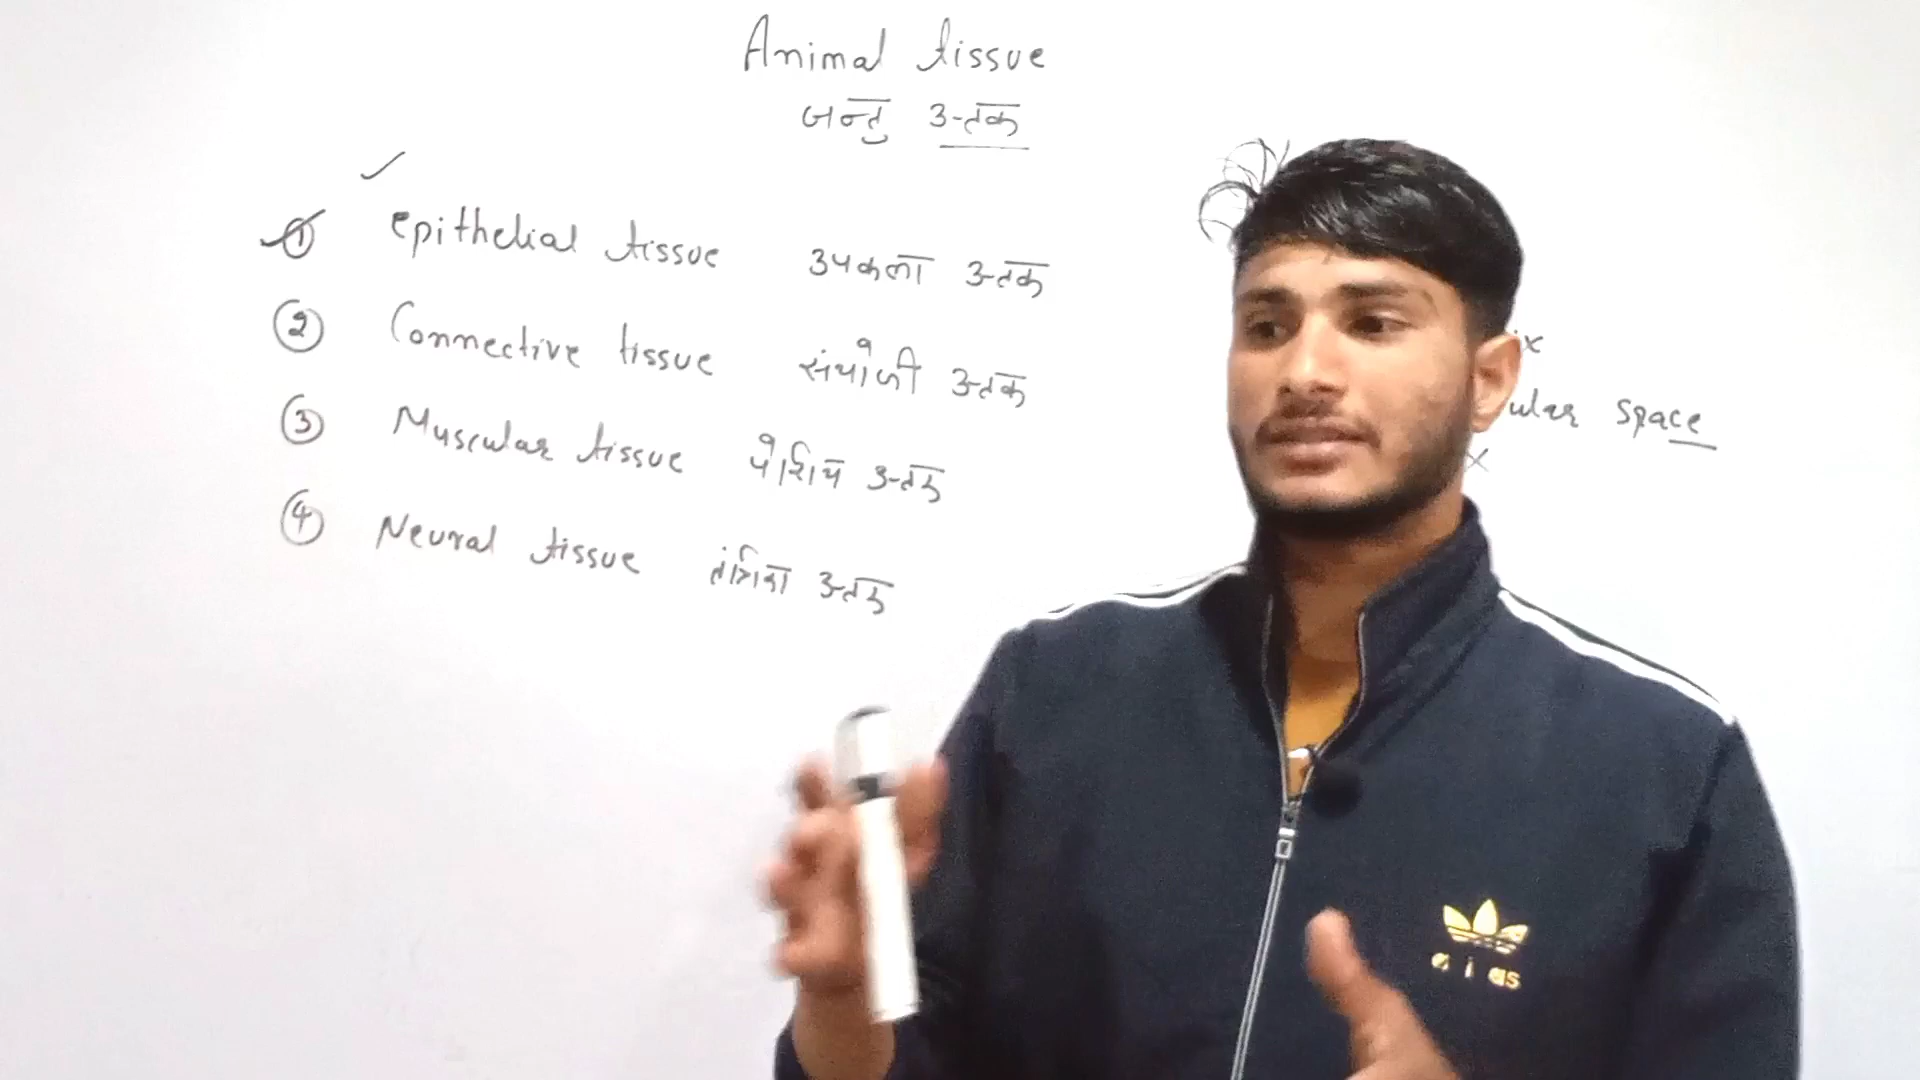 Animal tissue
जन्तु उत्तक
① Epithelial tissue उपकला उत्तक
② Connective tissue संयोजी उत्तक
③ Muscular tissue पेशिय उत्तक
④ Neural tissue तंत्रिका उत्तक
space